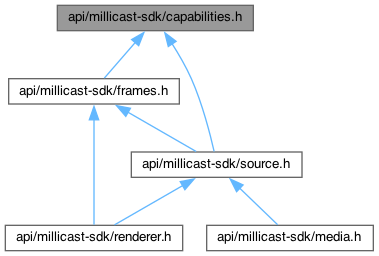 api/millicast-sdk/capabilities.h
api/millicast-sdk/frames.h
api/millicast-sdk/source.h
api/millicast-sdk/renderer.h
api/millicast-sdk/media.h